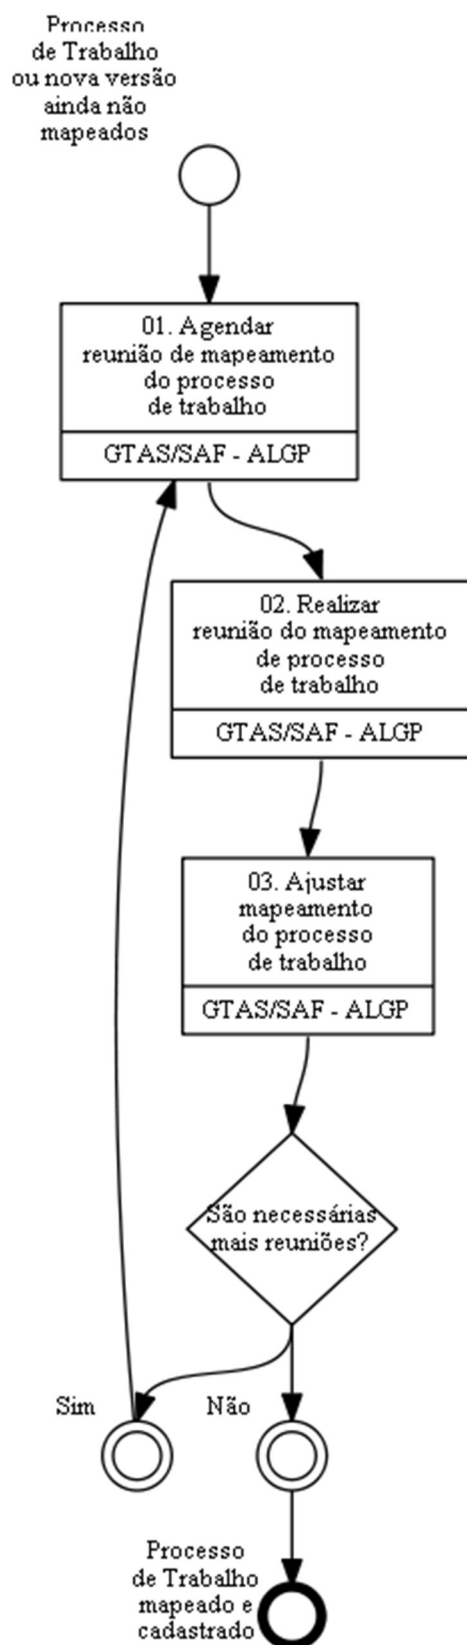 Processo
de Trabalho
ou nova versão
ainda não
mapeados
01. Agendar
reunião de mapeamento
do processo
de trabalho
GTAS/SAF - ALGP
02. Realizar
reunião do mapeamento
de processo
de trabalho
GTAS/SAF - ALGP
03. Ajustar
mapeamento
do processo
de trabalho
GTAS/SAF - ALGP
São necessárias
mais reuniões?
Sim
Não
Processo
de Trabalho
mapeado e
cadastrado